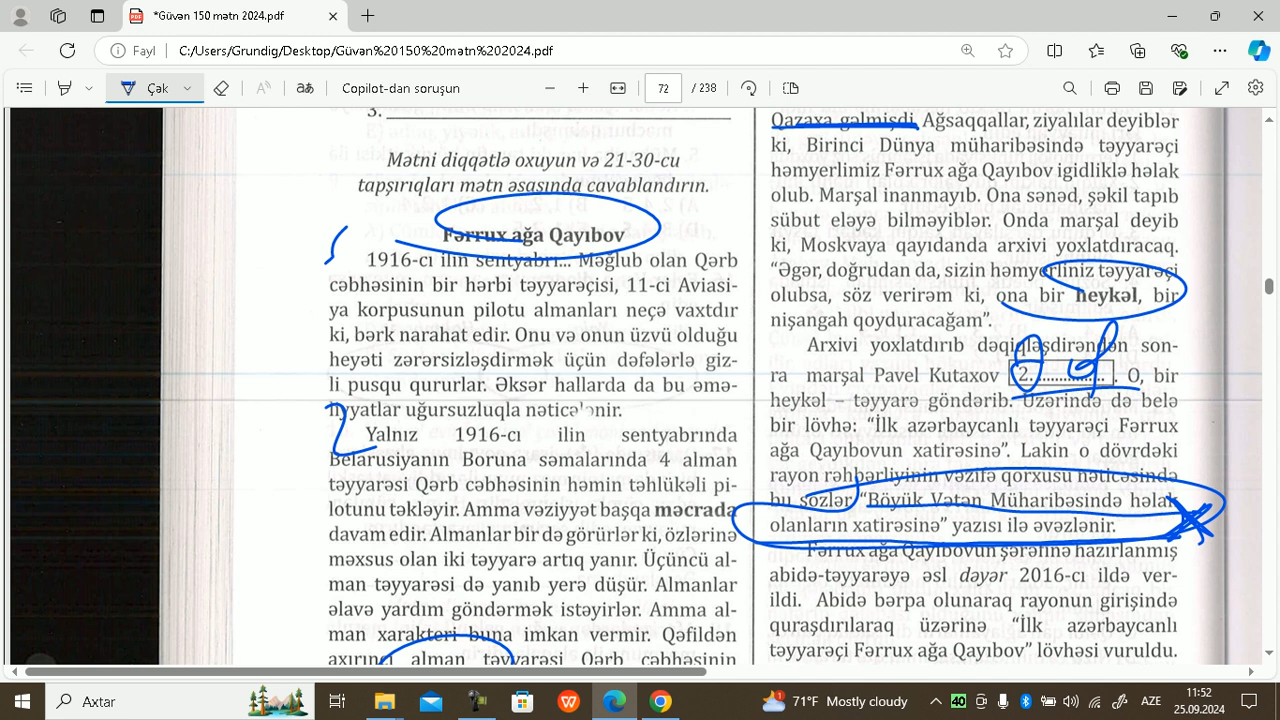 *Güvən 150 mətn 2024.pdf
Fayl
C:/Users/Grundig/Desktop/Güvən%20150%20mətn%202024.pdf
Çək
aあ
Copilot-dan soruşun
72 / 238
3.
Mətni diqqətlə oxuyun və 21-30-cu
tapşırıqları mətn əsasında cavablandırın.
Fərrux ağa Qayıbov
1916-cı ilin sentyabrı... Məğlub olan Qərb
cəbhəsinin bir hərbi təyyarəçisi, 11-ci Aviasi-
ya korpusunun pilotu almanları neçə vaxtdır
ki, bərk narahat edir. Onu və onun üzvü olduğu
heyəti zərərsizləşdirmək üçün dəfələrlə giz-
li pusqu qururlar. Əksər hallarda da bu əmə-
liyyatlar uğursuzluqla nəticələnir.
Yalnız 1916-cı ilin sentyabrında
Belarusiyanın Boruna səmalarında 4 alman
təyyarəsi Qərb cəbhəsinin həmin təhlükəli pi-
lotunu təkləyir. Amma vəziyyət başqa məcrada
davam edir. Almanlar bir də görürlər ki, özlərinə
məxsus olan iki təyyarə artıq yanır. Üçüncü al-
man təyyarəsi də yanıb yerə düşür. Almanlar
əlavə yardım göndərmək istəyirlər. Amma al-
man xarakteri buna imkan vermir. Qəfildən
axırıncı alman təyyarəsi Qərb cəbhəsinin
Qazaxa gəlmişdi. Ağsaqqallar, ziyalılar deyiblər
ki, Birinci Dünya müharibəsində təyyarəçi
həmyerlimiz Fərrux ağa Qayıbov igidliklə həlak
olub. Marşal inanmayıb. Ona sənəd, şəkil tapıb
sübut eləyə bilməyiblər. Onda marşal deyib
ki, Moskvaya qayıdanda arxivi yoxlatdıracaq.
“Əgər, doğrudan da, sizin həmyerliniz təyyarəçi
olubsa, söz verirəm ki, ona bir heykəl, bir
nişangah qoyduracağam”.
Arxivi yoxlatdırıb dəqiqləşdirəndən son-
ra marşal Pavel Kutaxov 2................. O, bir
heykəl – təyyarə göndərib. Üzərində də belə
bir lövhə: “İlk azərbaycanlı təyyarəçi Fərrux
ağa Qayıbovun xatirəsinə”. Lakin o dövrdəki
rayon rəhbərliyinin vəzifə qorxusu nəticəsində
bu sözlər “Böyük Vətən Müharibəsində həlak
olanların xatirəsinə” yazısı ilə əvəzlənir.
Fərrux ağa Qayıbovun şərəfinə hazırlanmış
abidə-təyyarəyə əsl dəyər 2016-cı ildə ver-
ildi. Abidə bərpa olunaraq rayonun girişində
quraşdırılaraq üzərinə “İlk azərbaycanlı
təyyarəçi Fərrux ağa Qayıbov” lövhəsi vuruldu.
Axtar
71°F Mostly cloudy
40
AZE
11:52
25.09.2024